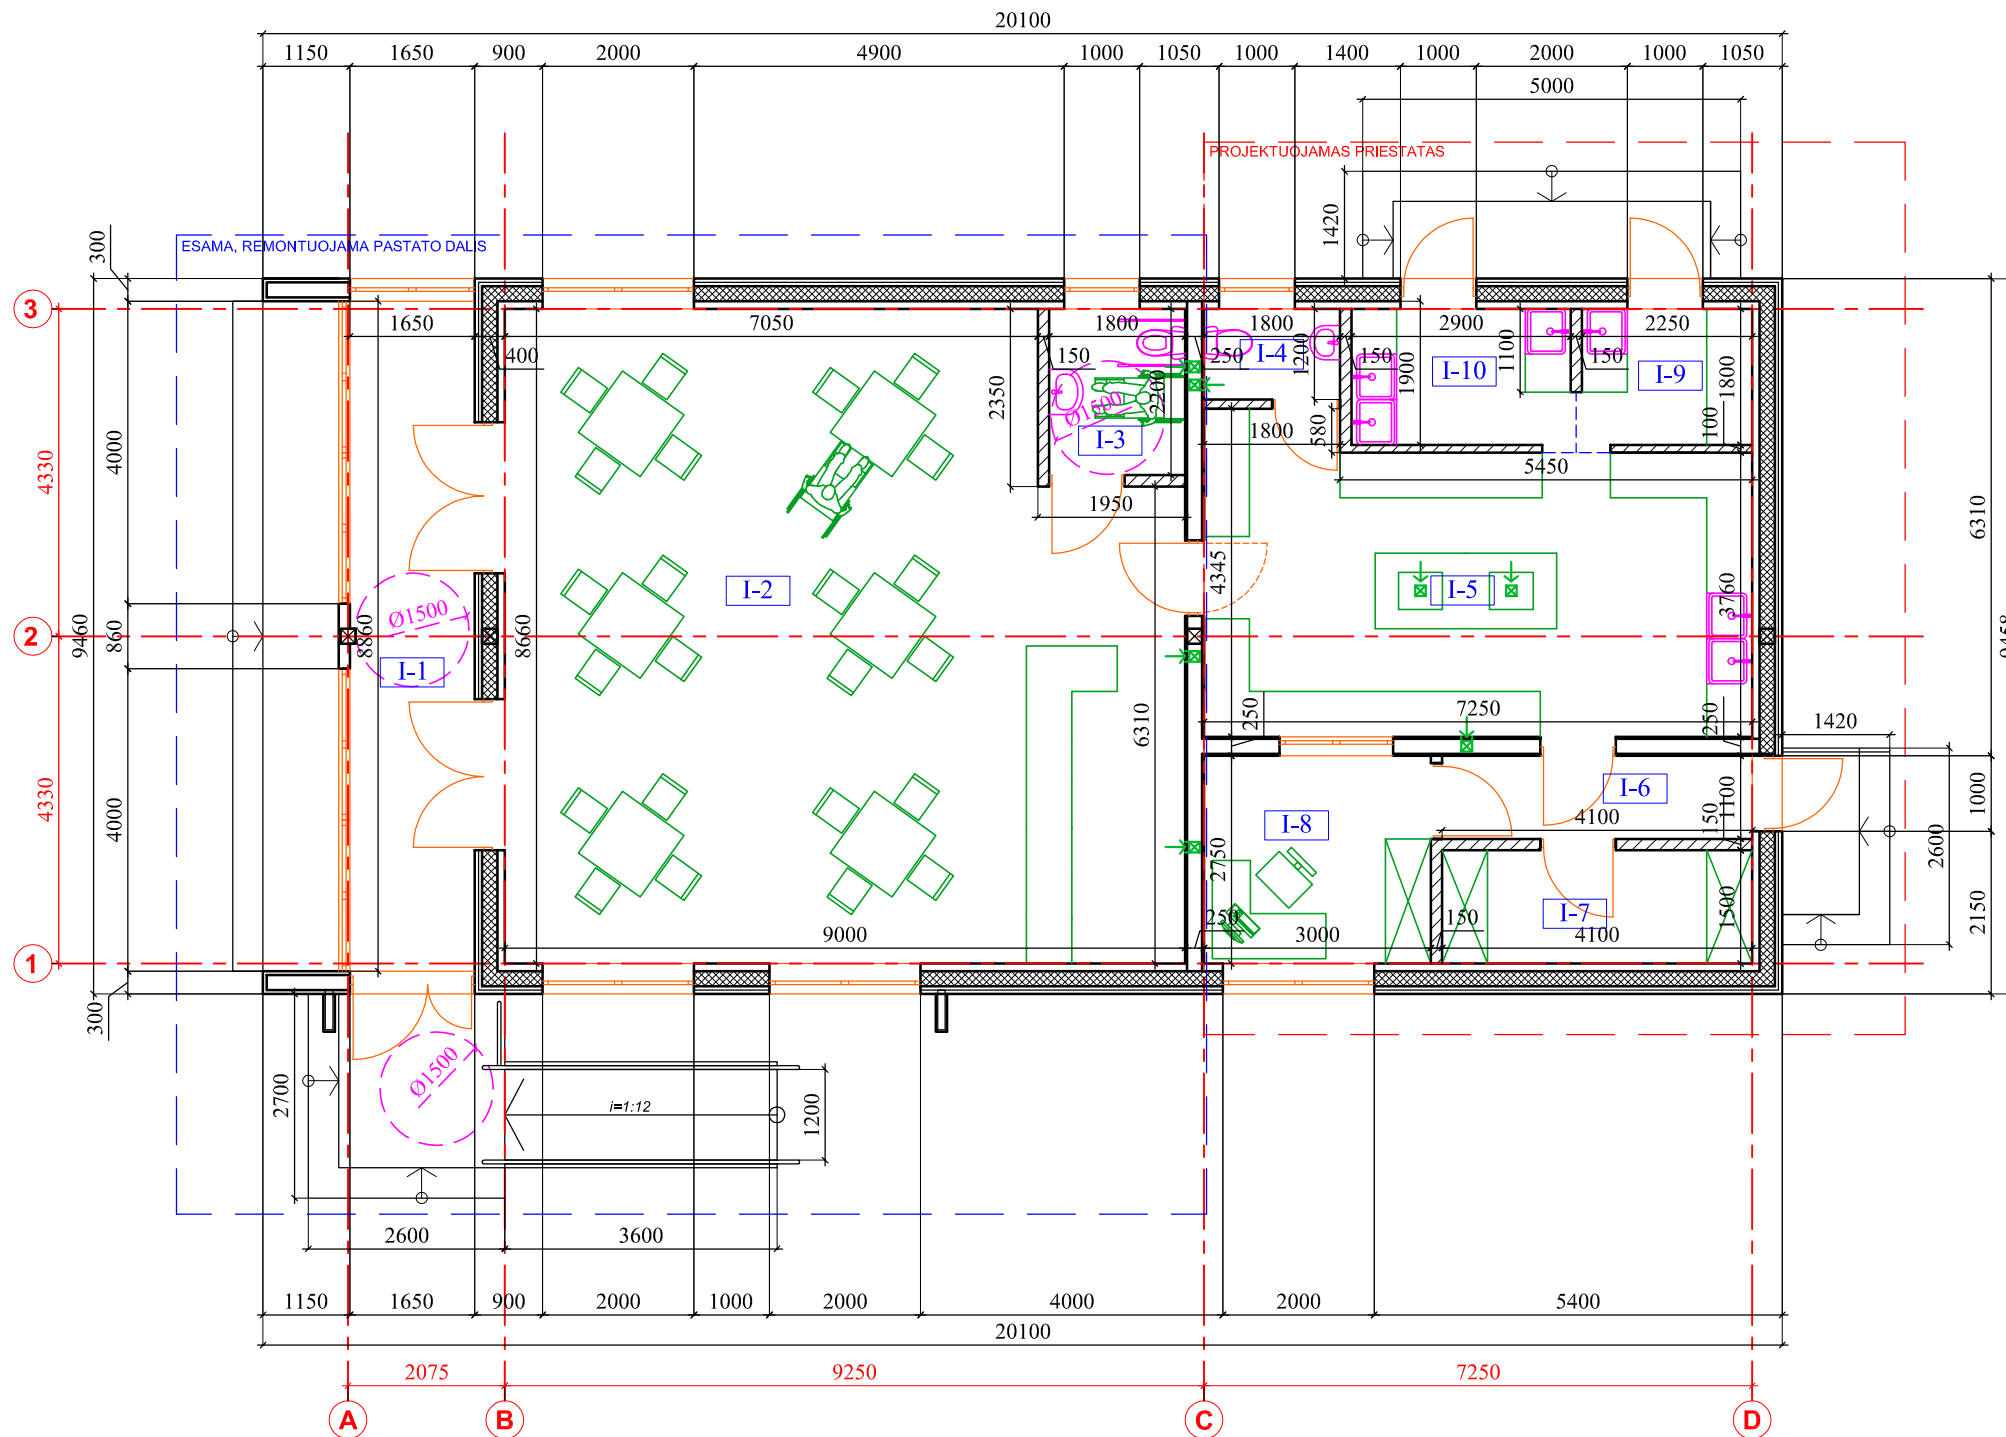 20100
1150 1650 900 2000 4900 1000 1050 1000 1400 1000 2000 1000 1050
5000
PROJEKTUOJAMAS PRIESTATAS
1420
ESAMA, REMONTUOJAMA PASTATO DALIS
300
3
1650 7050 1800 1800 2900 2250
400 150 250 I-4 1200 150 1900 I-10 1100 150 I-9 1800
2350 2200 Ø1500
I-3 1800 580 100
5450
4000 4330 1950 6310
4345
I-2 I-5 3760
Ø1500
2 9460 860 8860 8660
I-1
9458
6310 250 7250 250 1420
I-6 1100 1000
4330 4000 I-8 4100 150 2600
2750
I-7 1500 2150
9000 250 3000 150 4100
1
300
2700 Ø1500 i=1:12 1200
2600 3600
1150 1650 900 2000 1000 2000 4000 2000 5400
20100
2075 9250 7250
A B C D